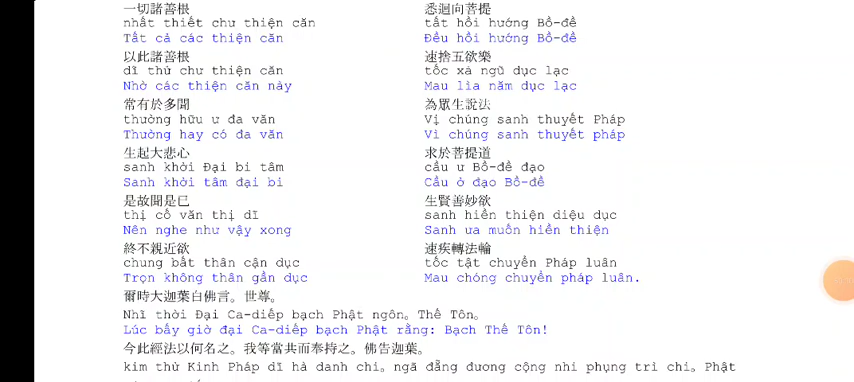 一切諸善根 悉迴向菩提
nhất thiết chư thiện căn tất hồi hướng Bồ-đề
Tất cả các thiện căn Đều hồi hướng Bồ-đề
以此諸善根 速捨五欲樂
dĩ thử chư thiện căn tốc xả ngũ dục lạc
Nhờ các thiện căn này Mau lìa năm dục lạc
常有於多聞 為眾生說法
thường hữu ư đa văn Vị chúng sanh thuyết Pháp
Thường hay có đa văn Vì chúng sanh thuyết pháp
生起大悲心 求於菩提道
sanh khởi Đại bi tâm cầu ư Bồ-đề đạo
Sanh khởi tâm đại bi Cầu ở đạo Bồ-đề
是故聞是已 生賢善妙欲
thị cố văn thị dĩ sanh hiền thiện diệu dục
Nên nghe như vậy xong Sanh ưa muốn hiền thiện
終不親近欲 速疾轉法輪
chung bất thân cận dục tốc tật chuyển Pháp luân
Trọn không thân gần dục Mau chóng chuyển pháp luân.
爾時大迦葉白佛言。世尊。
Nhĩ thời Đại Ca-diếp bạch Phật ngôn。Thế Tôn。
Lúc bấy giờ đại Ca-diếp bạch Phật rằng: Bạch Thế Tôn!
今此經法以何名之。我等當共而奉持之。佛告迦葉。
kim thử Kinh Pháp dĩ hà danh chi。ngã đẳng đương cộng nhi phụng trì chi。Phật